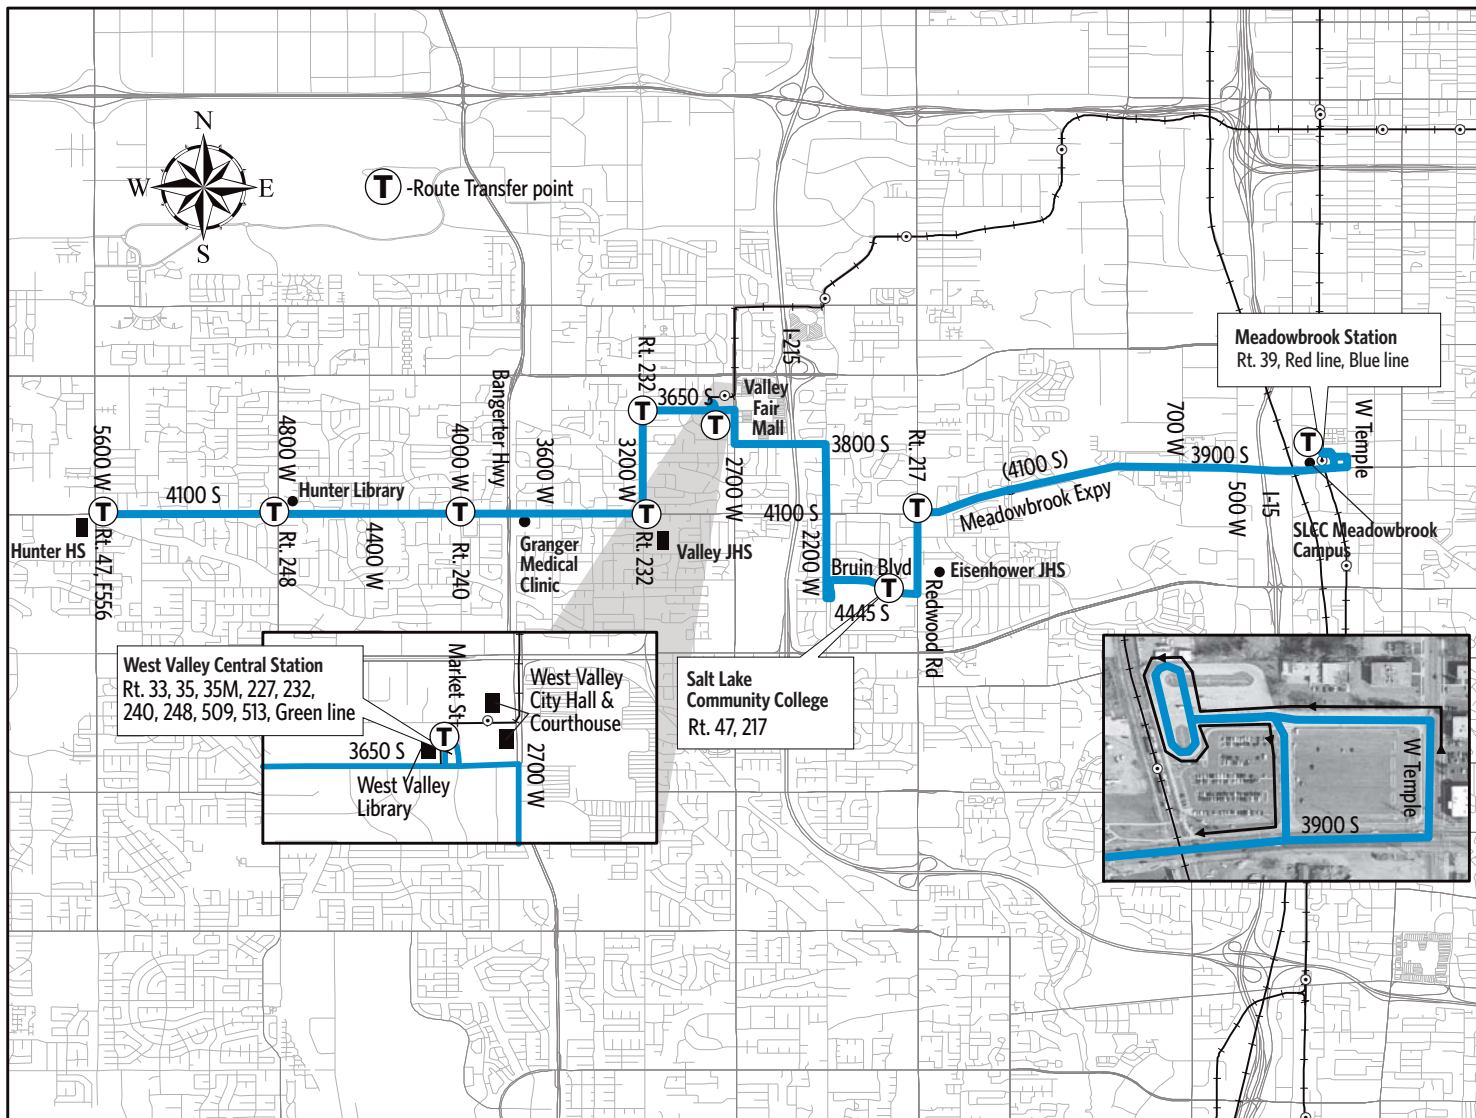 N
W
E
S
T -Route Transfer point
Meadowbrook Station
Rt. 39, Red line, Blue line
I-215
Rt. 232
Bangerter Hwy
3650 S
Valley
Fair
Mall
W Temple
700 W
5600 W
4800 W
4000 W
3600 W
3200 W
T
T
2700 W
3800 S
Rt. 217
(4100 S)
3900 S
T
Hunter Library
4100 S
T
T
T
T
4100 S
T
Meadowbrook Expy
500 W
I-15
SLCC Meadowbrook
Campus
Hunter HS
Rt. 47, F556
Rt. 248
4400 W
Rt. 240
Granger
Medical
Clinic
Rt. 232
Valley JHS
2200 W
Bruin Blvd
T
Eisenhower JHS
4445 S
Redwood Rd
West Valley Central Station
Rt. 33, 35, 35M, 227, 232,
240, 248, 509, 513, Green line
Market St
West Valley
City Hall &
Courthouse
T
3650 S
2700 W
West Valley
Library
Salt Lake
Community College
Rt. 47, 217
W Temple
3900 S